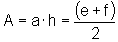 A = a·h = (e+f)/2